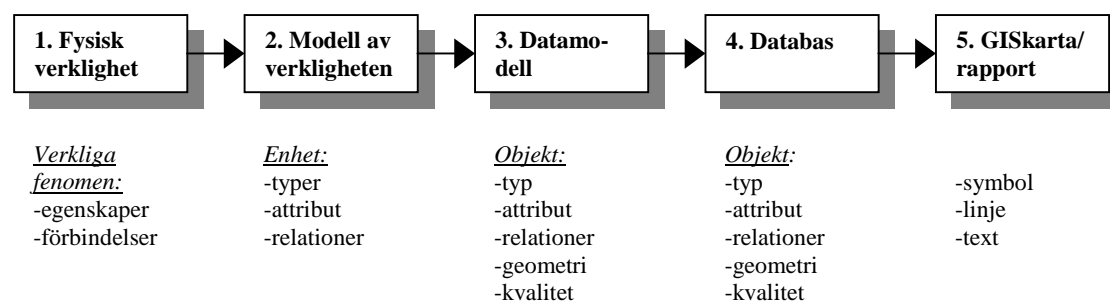 1. Fysisk
verklighet
2. Modell av
verkligheten
3. Datamo-
dell
4. Databas
5. GISkarta/
rapport
Verkliga
fenomen:
-egenskaper
-förbindelser
Enhet:
-typer
-attribut
-relationer
Objekt:
-typ
-attribut
-relationer
-geometri
-kvalitet
Objekt:
-typ
-attribut
-relationer
-geometri
-kvalitet
-symbol
-linje
-text